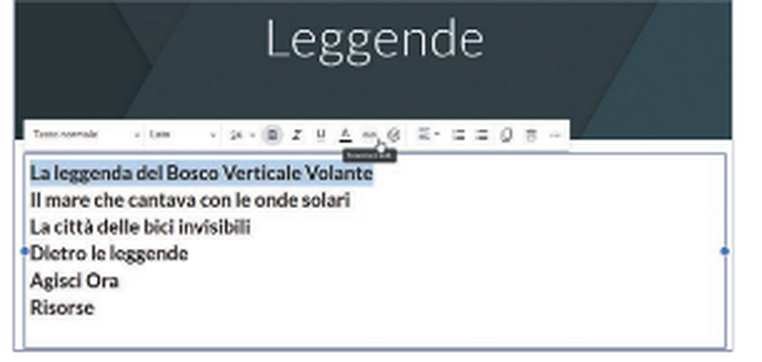 Leggende
Testo normale Lato 24 B I U A
La leggenda del Bosco Verticale Volante
Il mare che cantava con le onde solari
La città delle bici invisibili
Dietro le leggende
Agisci Ora
Risorse